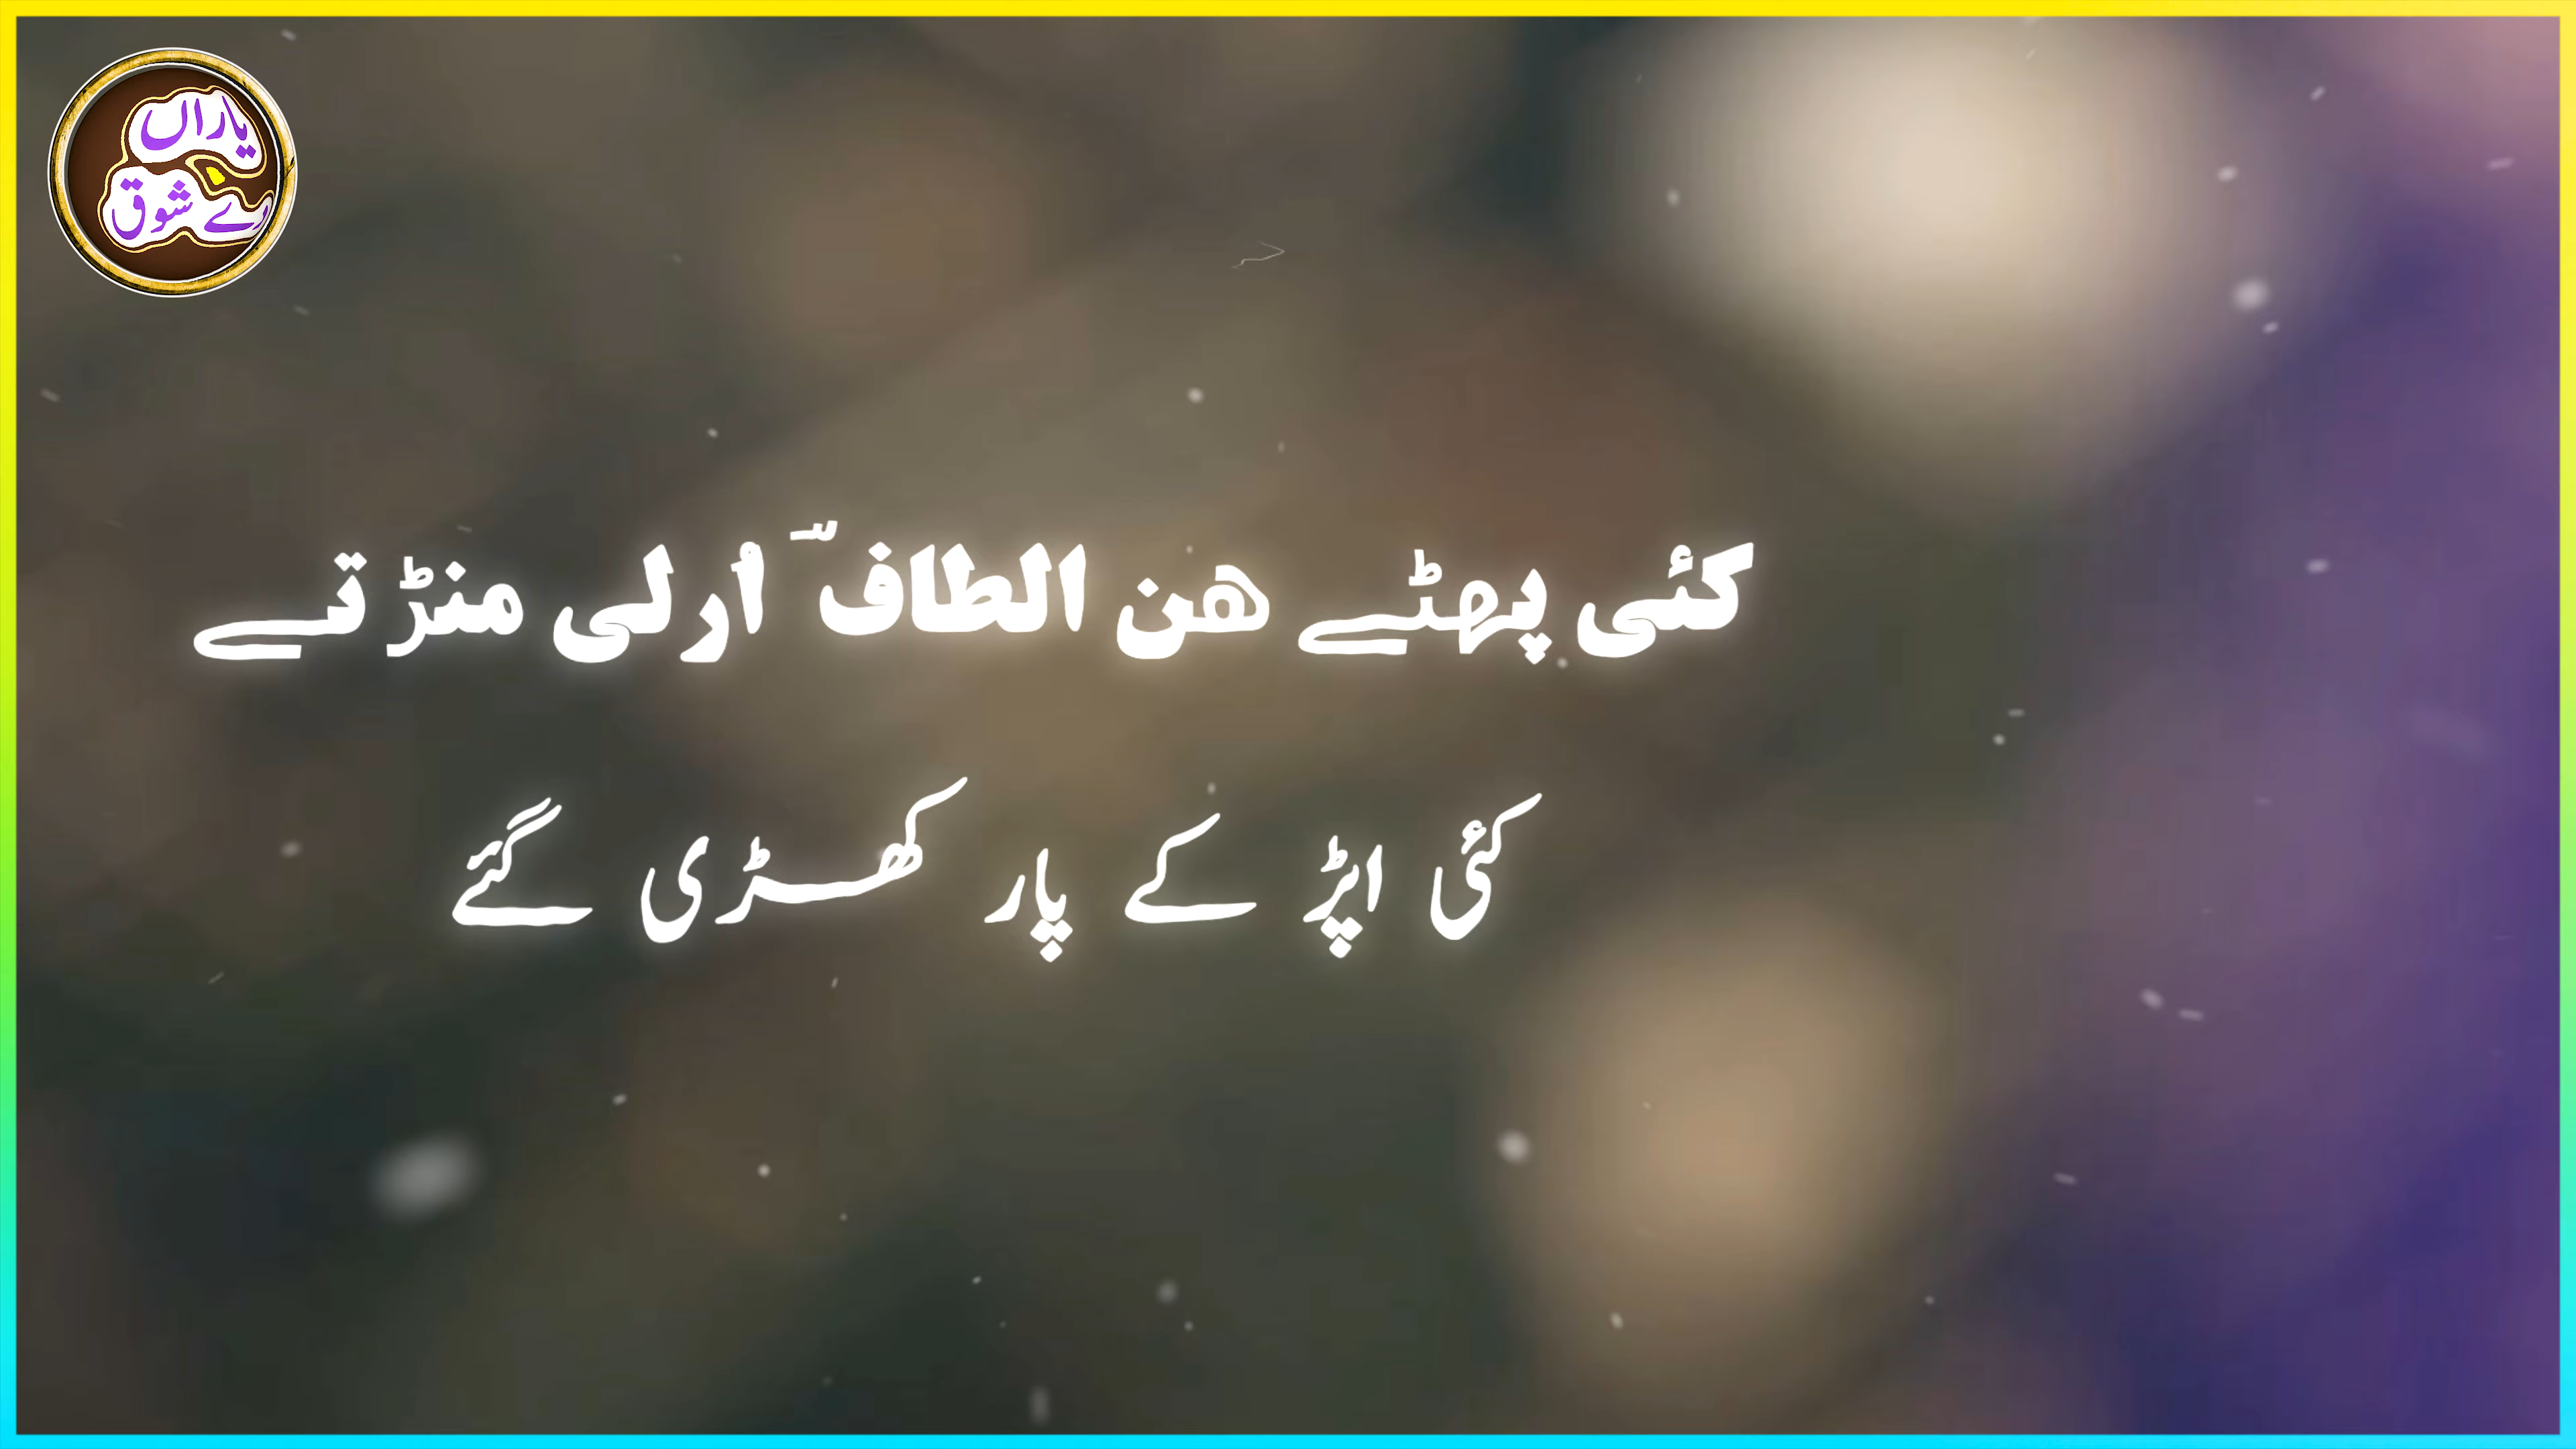 یاراں
دے شوق
کئی پھٹے ھن الطافؔ اُرلی منڑ تے
کئی اپڑ کے پار کھڑی گئے